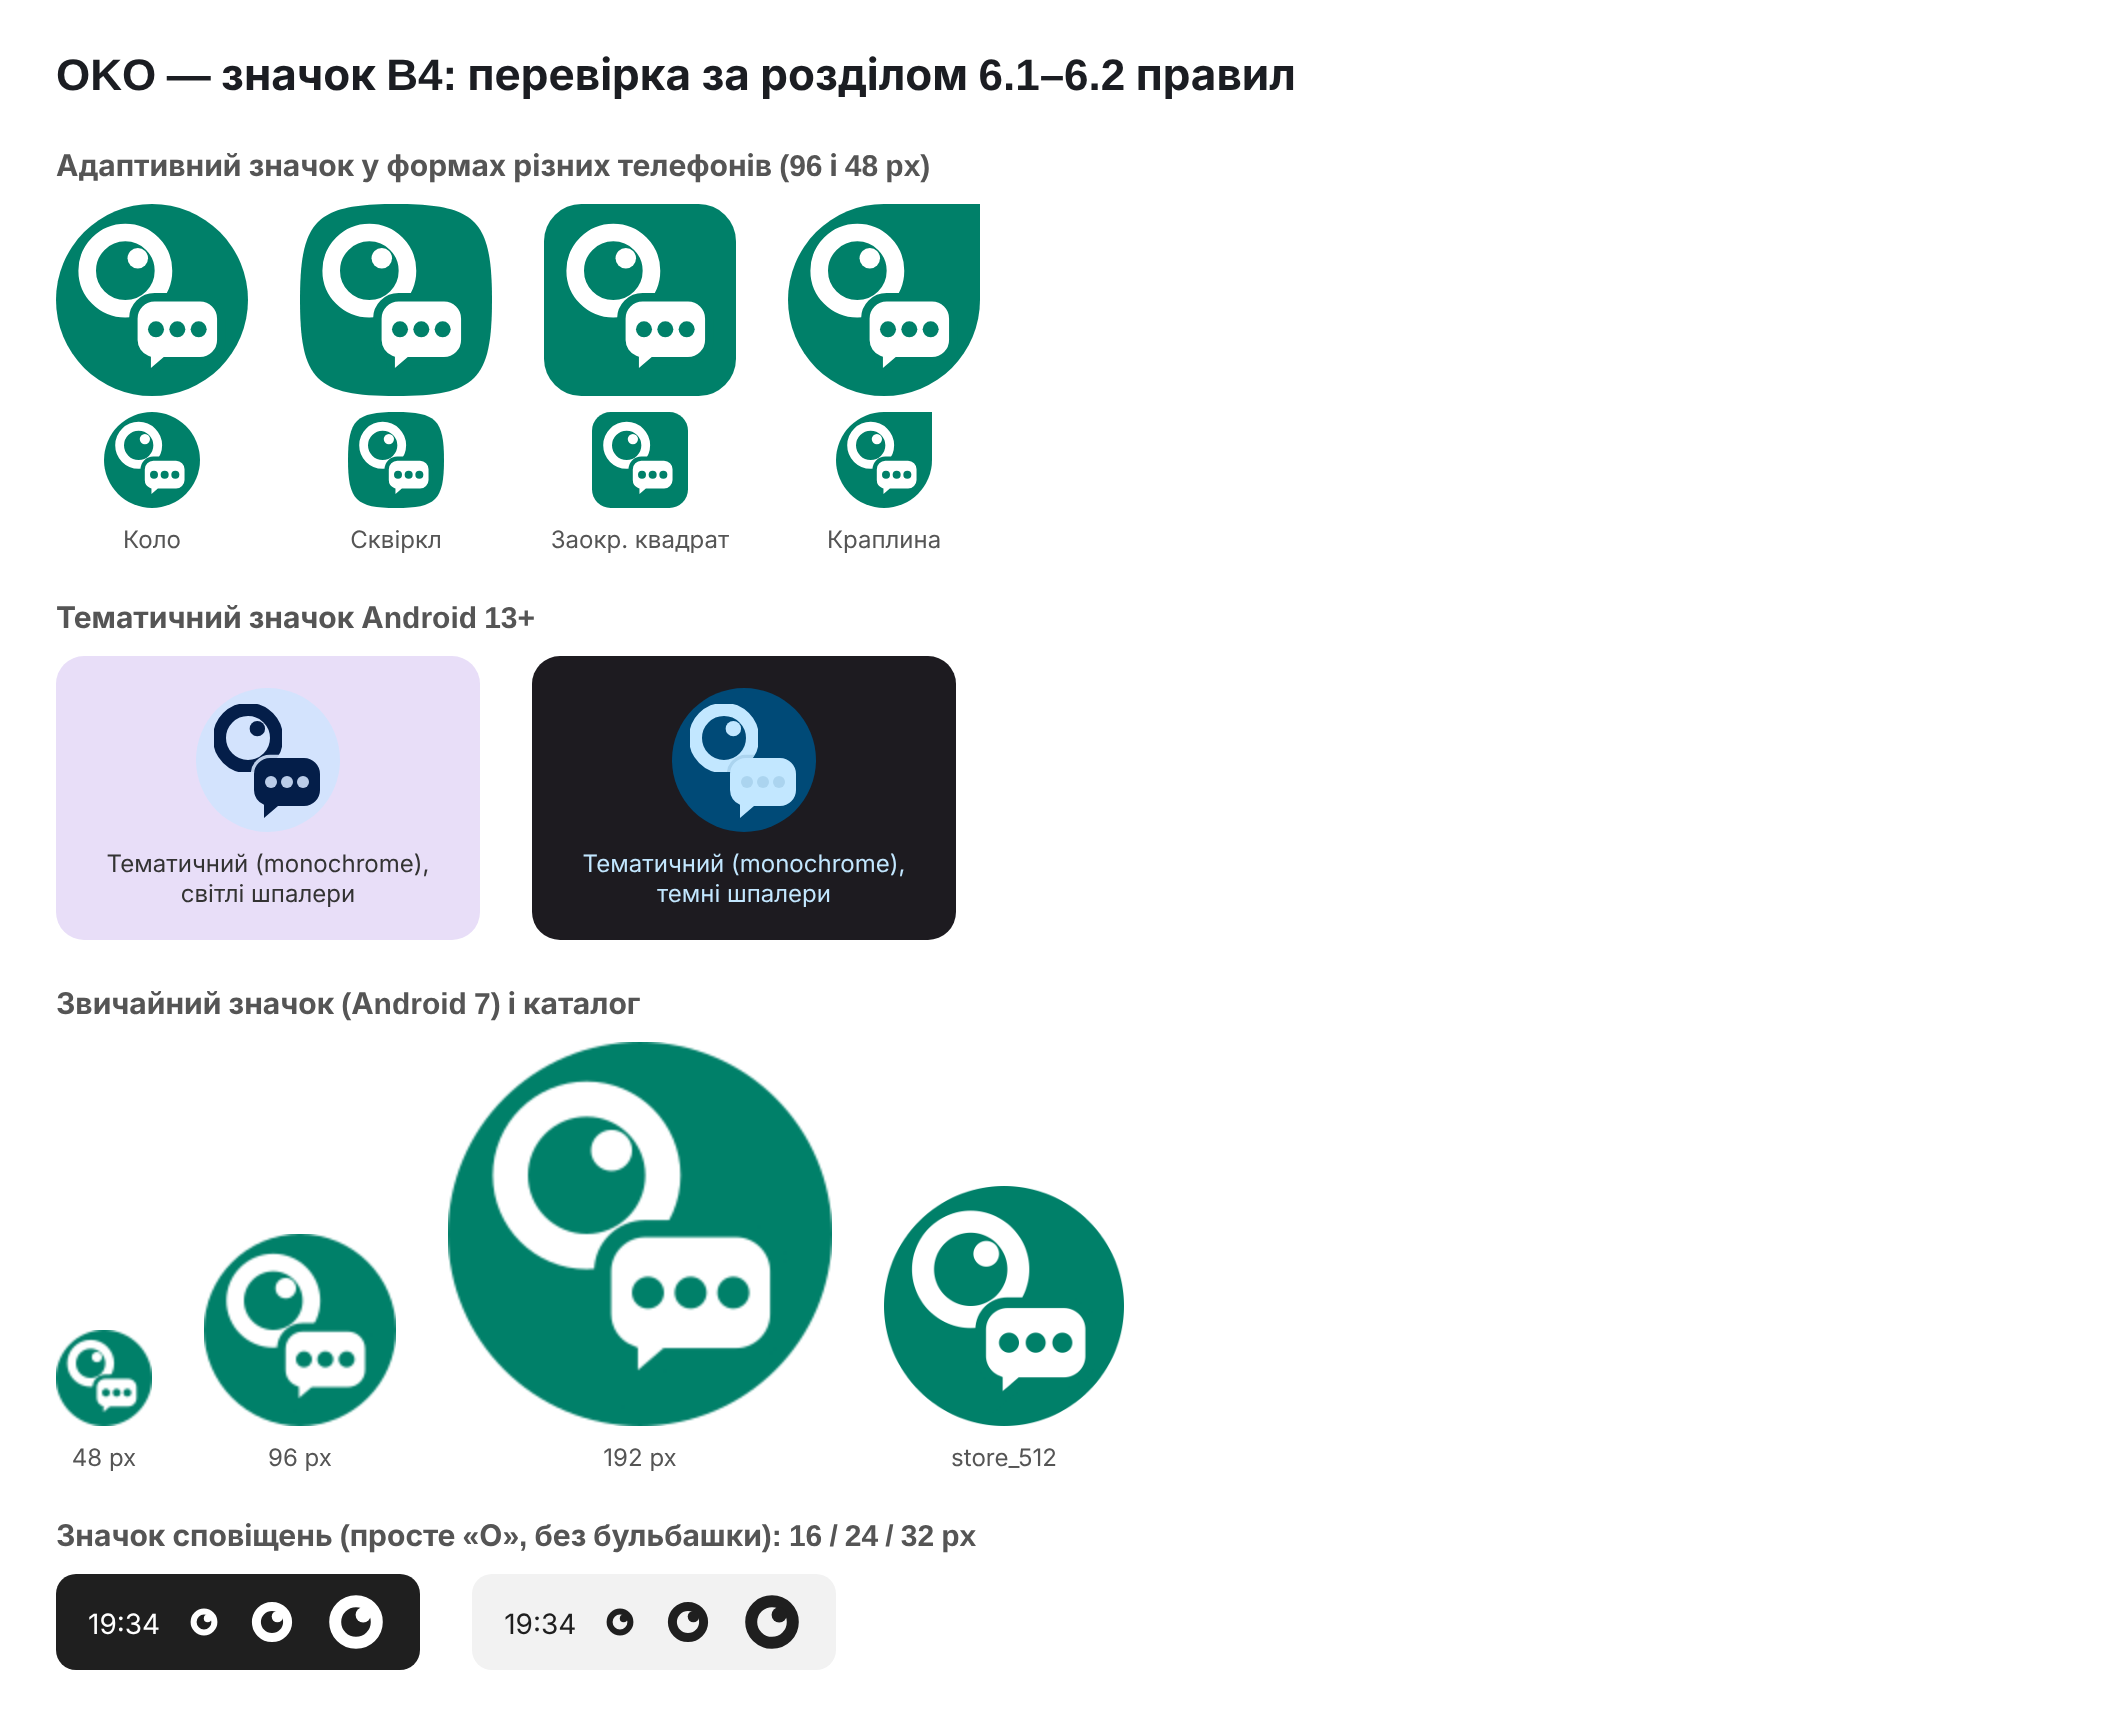 OKO — значок B4: перевірка за розділом 6.1–6.2 правил
Адаптивний значок у формах різних телефонів (96 і 48 px)
Коло
Сквіркл
Заокр. квадрат
Краплина
Тематичний значок Android 13+
Тематичний (monochrome),
світлі шпалери
Тематичний (monochrome),
темні шпалери
Звичайний значок (Android 7) і каталог
48 px
96 px
192 px
store_512
Значок сповіщень (просте «О», без бульбашки): 16 / 24 / 32 px
19:34
19:34